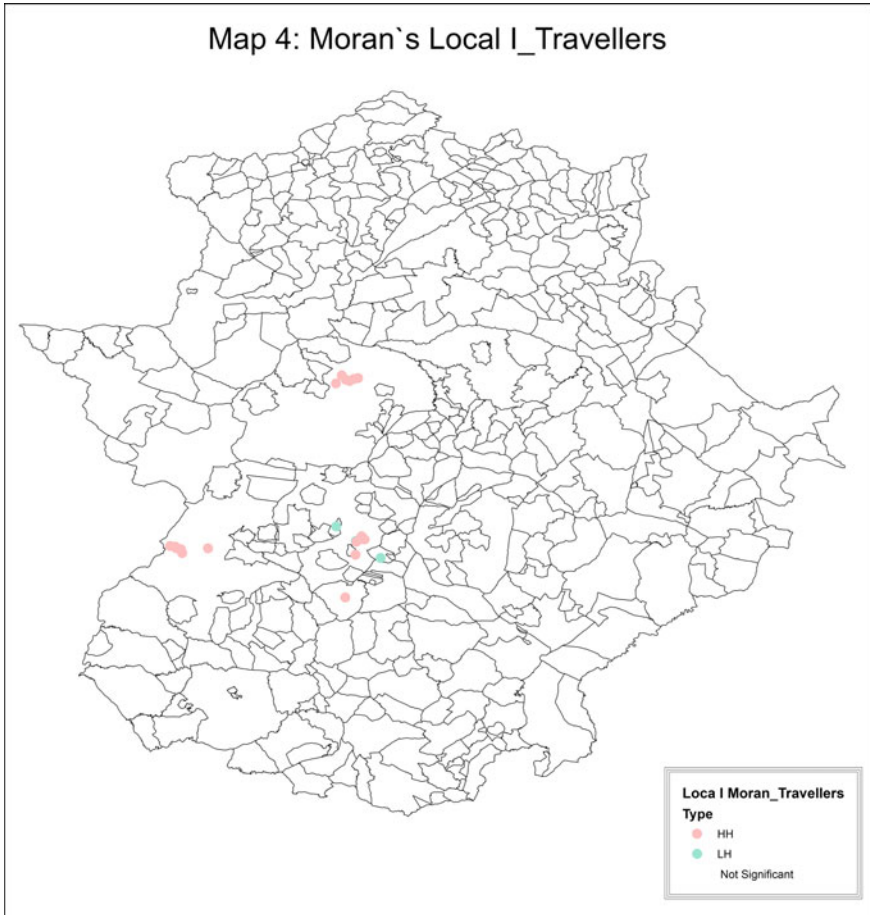 Map 4: Moran`s Local I_Travellers
Loca I Moran_Travellers
Type
HH
LH
Not Significant